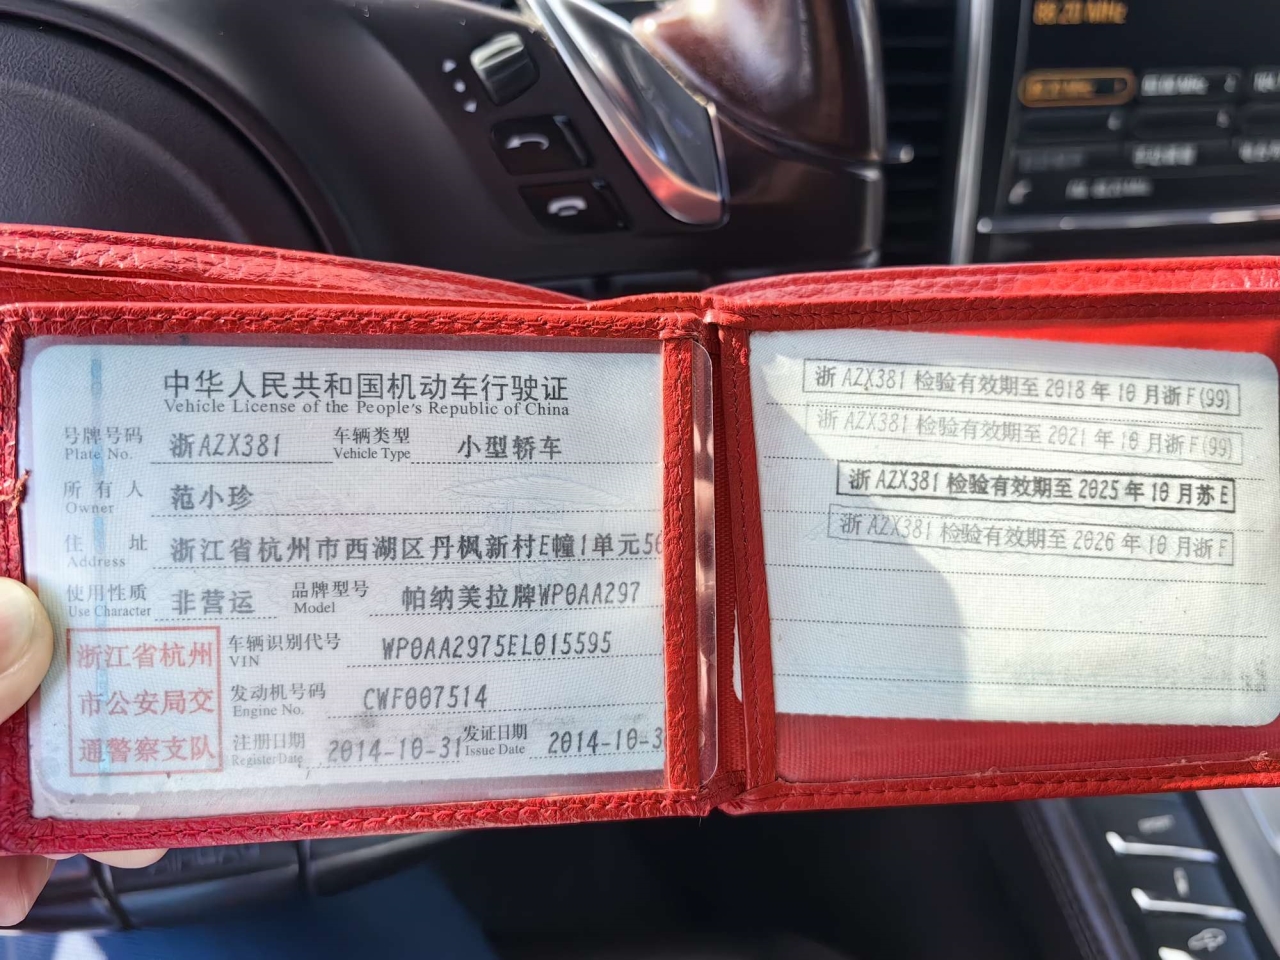 88.20 MHz
中华人民共和国机动车行驶证
Vehicle License of the People's Republic of China
号牌号码 浙AZX381 车辆类型 小型轿车
Plate No. Vehicle Type
所有人 范小珍
Owner
住址 浙江省杭州市西湖区丹枫新村E幢1单元56
Address
使用性质 非营运 品牌型号 帕纳美拉牌WP0AA297
Use Character Model
车辆识别代号 WP0AA2975EL015595
VIN
发动机号码 CWF007514
Engine No.
注册日期 2014-10-31 发证日期 2014-10-3
Register Date Issue Date
浙江省杭州
市公安局交
通警察支队
浙AZX381 检验有效期至2018年10月浙F(99)
浙AZX381 检验有效期至2021年10月浙F(99)
浙AZX381 检验有效期至2025年10月苏E
浙AZX381 检验有效期至2026年10月浙F